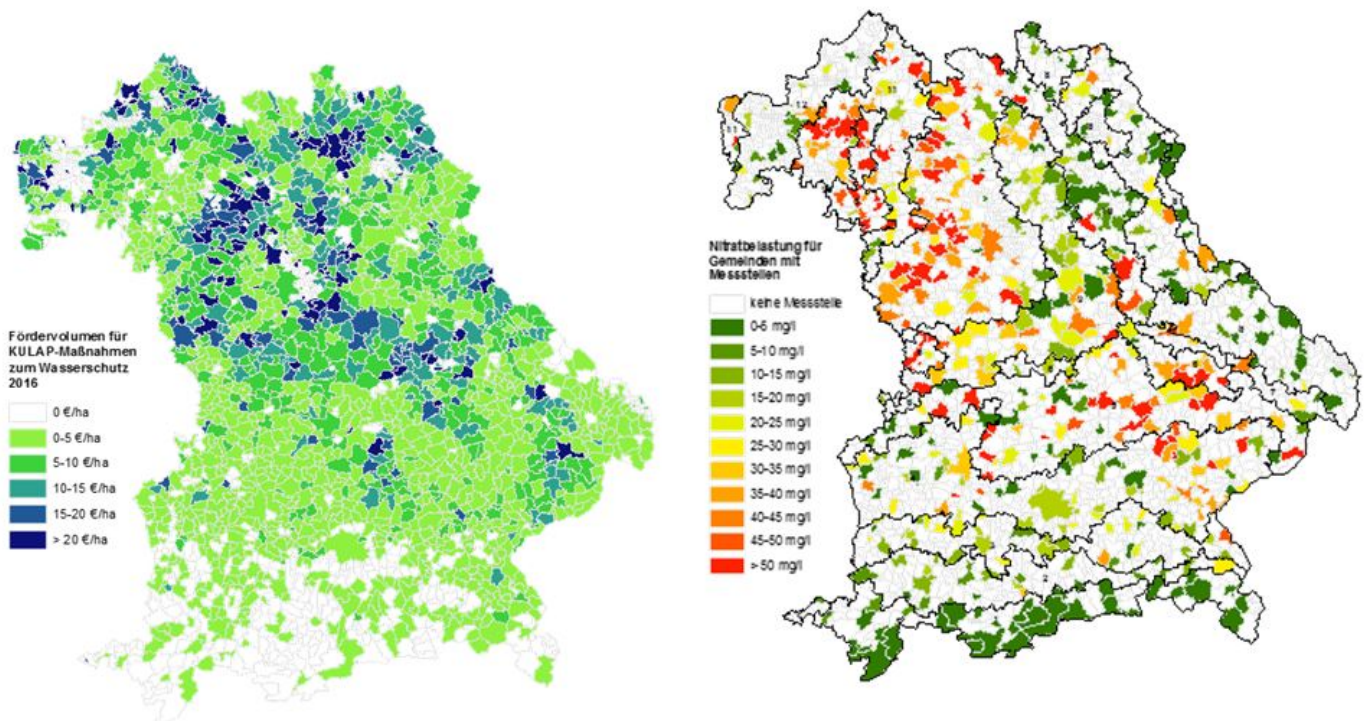 Fördervolumen für
KULAP-Maßnahmen
zum Wasserschutz
2016
0 €/ha
0-5 €/ha
5-10 €/ha
10-15 €/ha
15-20 €/ha
> 20 €/ha
Nitratbelastung für
Gemeinden mit
Messstellen
keine Messstelle
0-5 mg/l
5-10 mg/l
10-15 mg/l
15-20 mg/l
20-25 mg/l
25-30 mg/l
30-35 mg/l
35-40 mg/l
40-45 mg/l
45-50 mg/l
> 50 mg/l